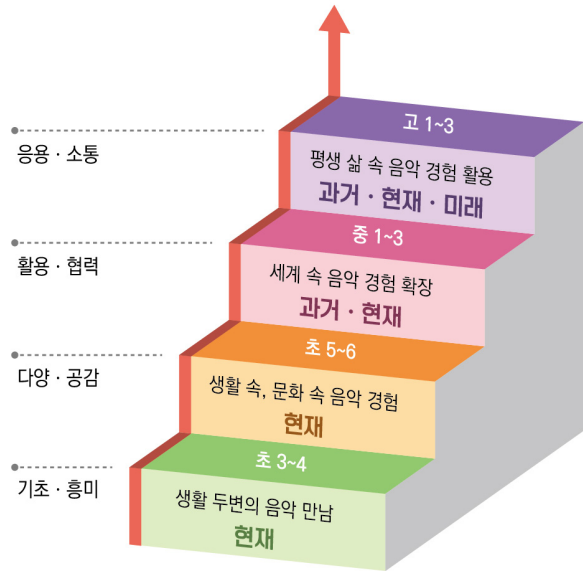 고 1~3
응용 · 소통
평생 삶 속 음악 경험 활용
과거 · 현재 · 미래
중 1~3
활용 · 협력
세계 속 음악 경험 확장
과거 · 현재
초 5~6
다양 · 공감
생활 속, 문화 속 음악 경험
현재
초 3~4
기초 · 흥미
생활 두변의 음악 만남
현재